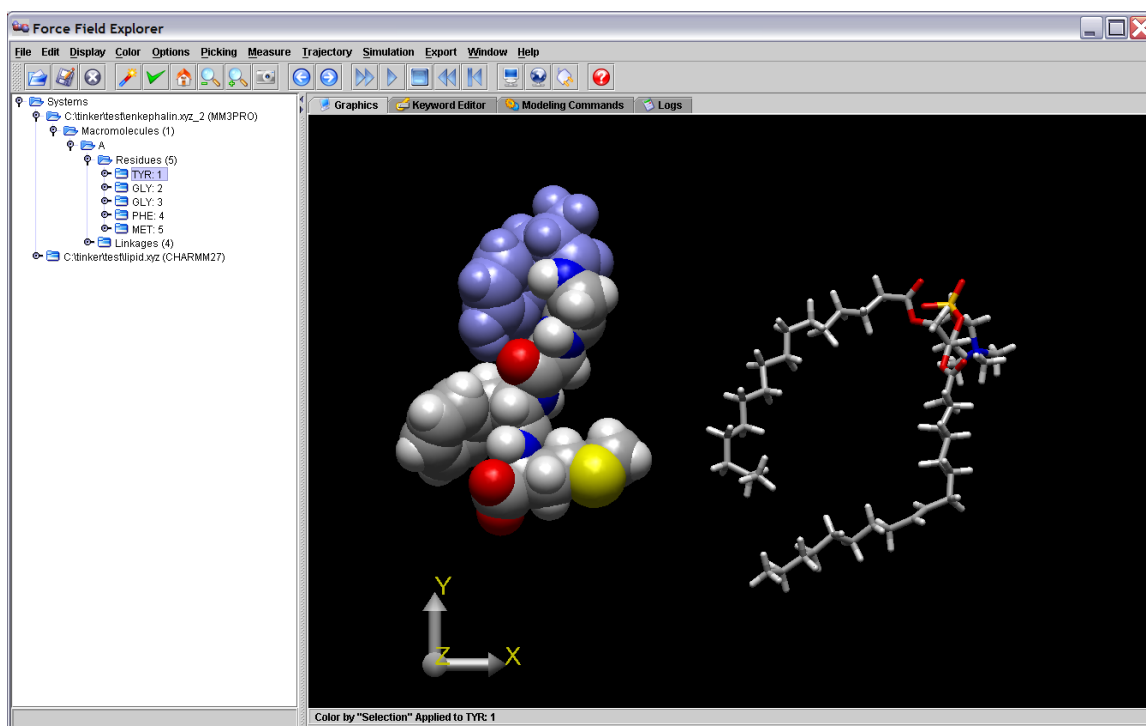 Force Field Explorer
File Edit Display Color Options Picking Measure Trajectory Simulation Export Window Help
Graphics Keyword Editor Modeling Commands Logs
Systems
C:\tinker\test\enkephalin.xyz_2 (MM3PRO)
Macromolecules (1)
A
Residues (5)
TYR: 1
GLY: 2
GLY: 3
PHE: 4
MET: 5
Linkages (4)
C:\tinker\test\lipid.xyz (CHARMM27)
Y
Z X
Color by "Selection" Applied to TYR: 1